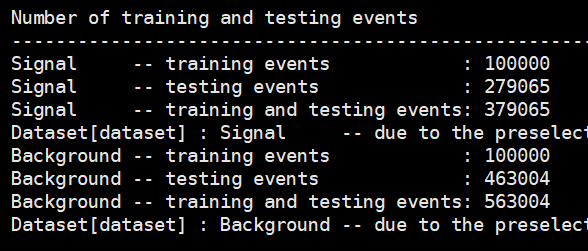 Number of training and testing events
----------------------------------------------------
Signal     -- training events            : 100000
Signal     -- testing events             : 279065
Signal     -- training and testing events: 379065
Dataset[dataset] : Signal     -- due to the preselect
Background -- training events            : 100000
Background -- testing events             : 463004
Background -- training and testing events: 563004
Dataset[dataset] : Background -- due to the preselect